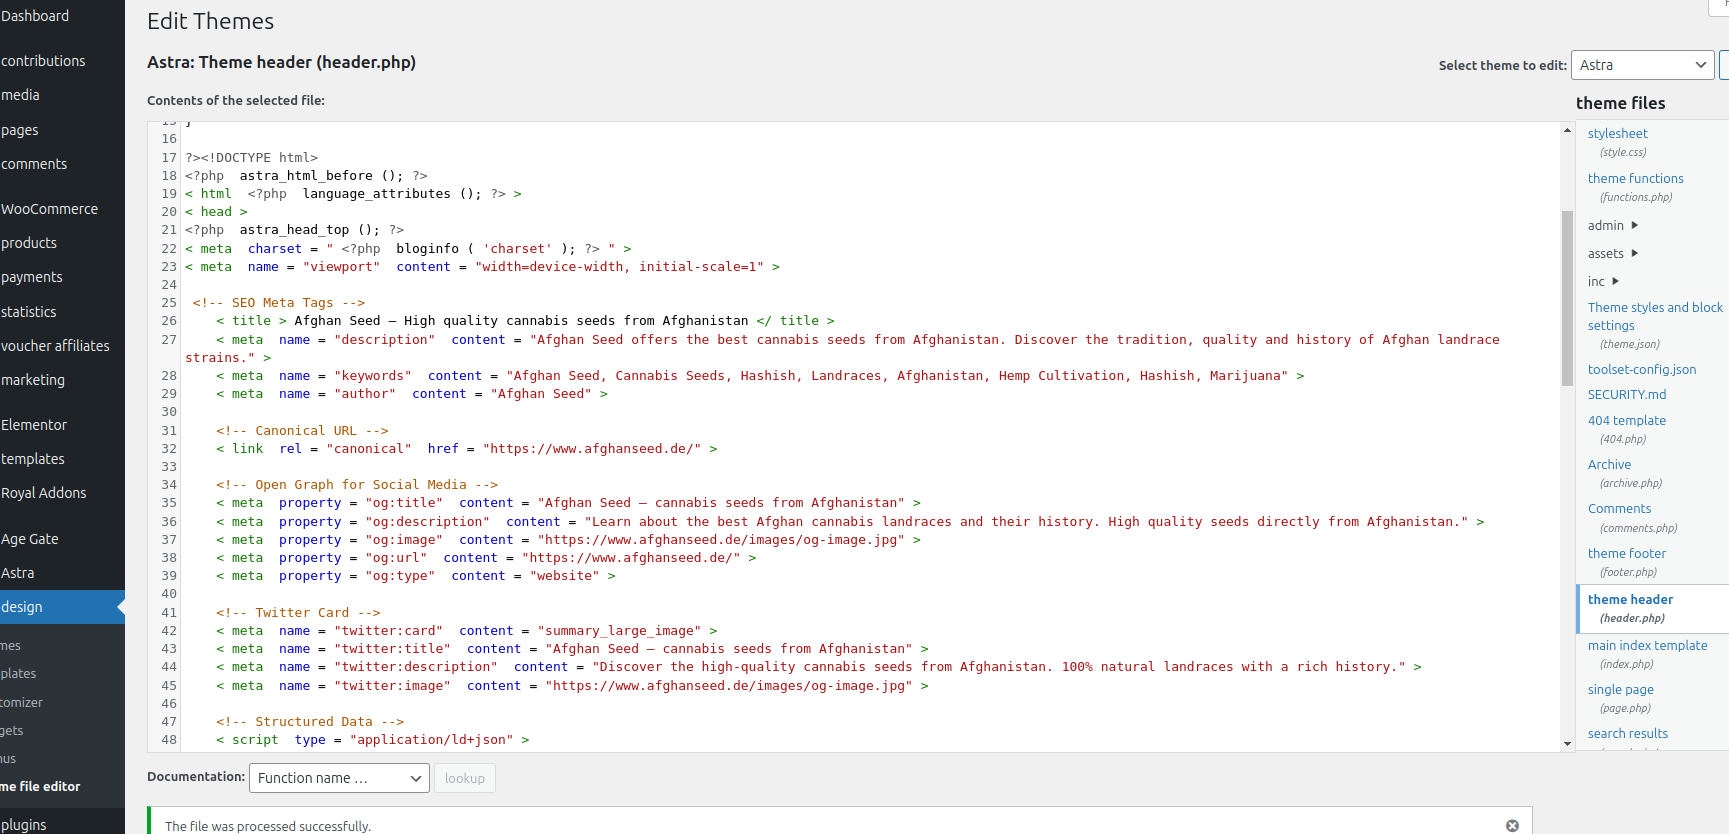 Dashboard
contributions
media
pages
comments
WooCommerce
products
payments
statistics
voucher affiliates
marketing
Elementor
templates
Royal Addons
Age Gate
Astra
design
mes
plates
tomizer
gets
nus
me file editor
plugins
Edit Themes
Astra: Theme header (header.php)
Select theme to edit: Astra
Contents of the selected file:
15 }
16
17 ?><!DOCTYPE html>
18 <?php  astra_html_before (); ?>
19 < html  <?php  language_attributes (); ?> >
20 < head >
21 <?php  astra_head_top (); ?>
22 < meta  charset = " <?php  bloginfo ( 'charset' ); ?> " >
23 < meta  name = "viewport"  content = "width=device-width, initial-scale=1" >
24
25 <!-- SEO Meta Tags -->
26 < title > Afghan Seed – High quality cannabis seeds from Afghanistan </ title >
27 < meta  name = "description"  content = "Afghan Seed offers the best cannabis seeds from Afghanistan. Discover the tradition, quality and history of Afghan landrace
strains." >
28 < meta  name = "keywords"  content = "Afghan Seed, Cannabis Seeds, Hashish, Landraces, Afghanistan, Hemp Cultivation, Hashish, Marijuana" >
29 < meta  name = "author"  content = "Afghan Seed" >
30
31 <!-- Canonical URL -->
32 < link  rel = "canonical"  href = "https://www.afghanseed.de/" >
33
34 <!-- Open Graph for Social Media -->
35 < meta  property = "og:title"  content = "Afghan Seed – cannabis seeds from Afghanistan" >
36 < meta  property = "og:description"  content = "Learn about the best Afghan cannabis landraces and their history. High quality seeds directly from Afghanistan." >
37 < meta  property = "og:image"  content = "https://www.afghanseed.de/images/og-image.jpg" >
38 < meta  property = "og:url"  content = "https://www.afghanseed.de/" >
39 < meta  property = "og:type"  content = "website" >
40
41 <!-- Twitter Card -->
42 < meta  name = "twitter:card"  content = "summary_large_image" >
43 < meta  name = "twitter:title"  content = "Afghan Seed – cannabis seeds from Afghanistan" >
44 < meta  name = "twitter:description"  content = "Discover the high-quality cannabis seeds from Afghanistan. 100% natural landraces with a rich history." >
45 < meta  name = "twitter:image"  content = "https://www.afghanseed.de/images/og-image.jpg" >
46
47 <!-- Structured Data -->
48 < script  type = "application/ld+json" >
theme files
stylesheet
(style.css)
theme functions
(functions.php)
admin
assets
inc
Theme styles and block
settings
(theme.json)
toolset-config.json
SECURITY.md
404 template
(404.php)
Archive
(archive.php)
Comments
(comments.php)
theme footer
(footer.php)
theme header
(header.php)
main index template
(index.php)
single page
(page.php)
search results
Documentation: Function name ... lookup
The file was processed successfully.